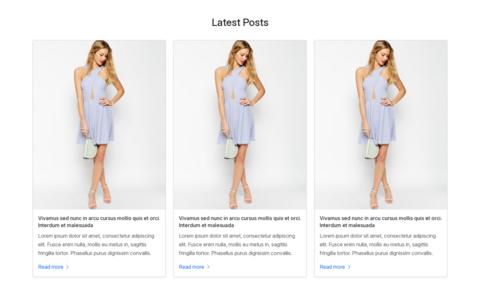 Latest Posts
Vivamus sed nunc in arcu cursus mollis quis et orci.
Interdum et malesuada
Lorem ipsum dolor sit amet, consectetur adipiscing
elit. Fusce enim nulla, mollis eu metus in, sagittis
fringilla tortor. Phasellus purus dignissim convallis.
Read more >
Vivamus sed nunc in arcu cursus mollis quis et orci.
Interdum et malesuada
Lorem ipsum dolor sit amet, consectetur adipiscing
elit. Fusce enim nulla, mollis eu metus in, sagittis
fringilla tortor. Phasellus purus dignissim convallis.
Read more >
Vivamus sed nunc in arcu cursus mollis quis et orci.
Interdum et malesuada
Lorem ipsum dolor sit amet, consectetur adipiscing
elit. Fusce enim nulla, mollis eu metus in, sagittis
fringilla tortor. Phasellus purus dignissim convallis.
Read more >